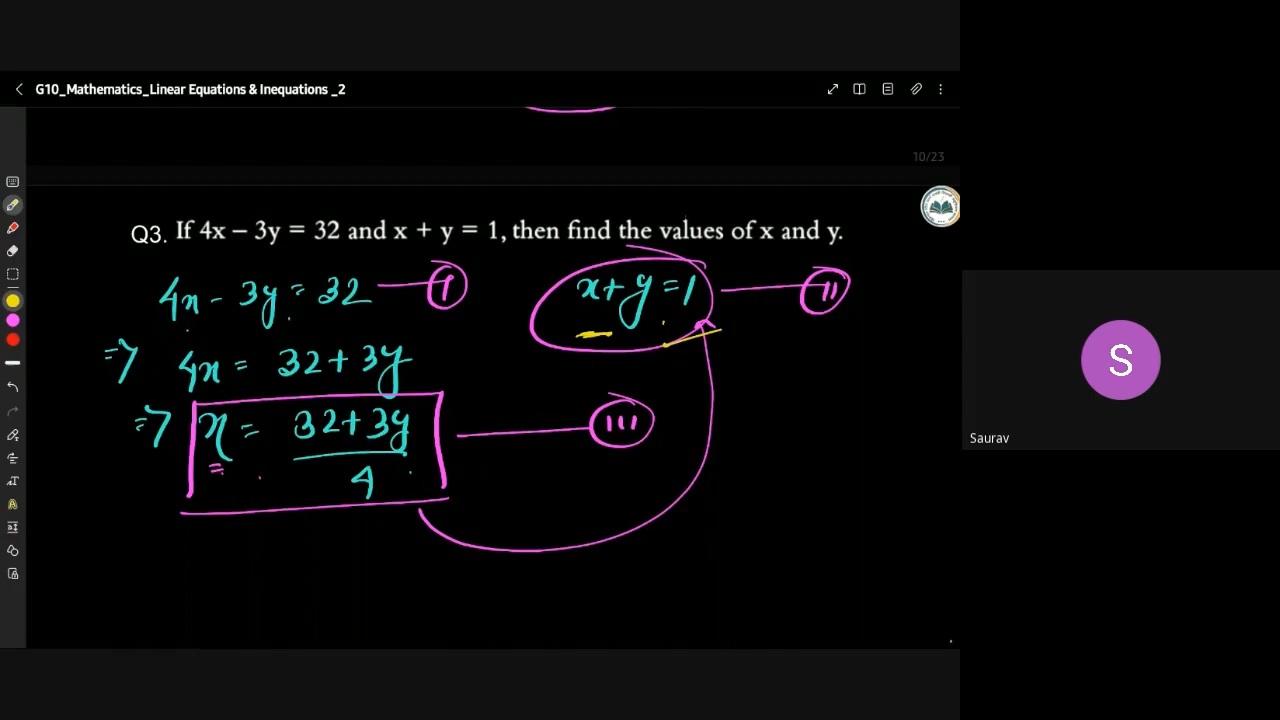 G10_Mathematics_Linear Equations & Inequations _2
10/23
Q3. If 4x − 3y = 32 and x + y = 1, then find the values of x and y.
4x - 3y = 32 — I
x + y = 1 — II
=> 4x = 32 + 3y
=> x = 32 + 3y / 4 — III
S
Saurav